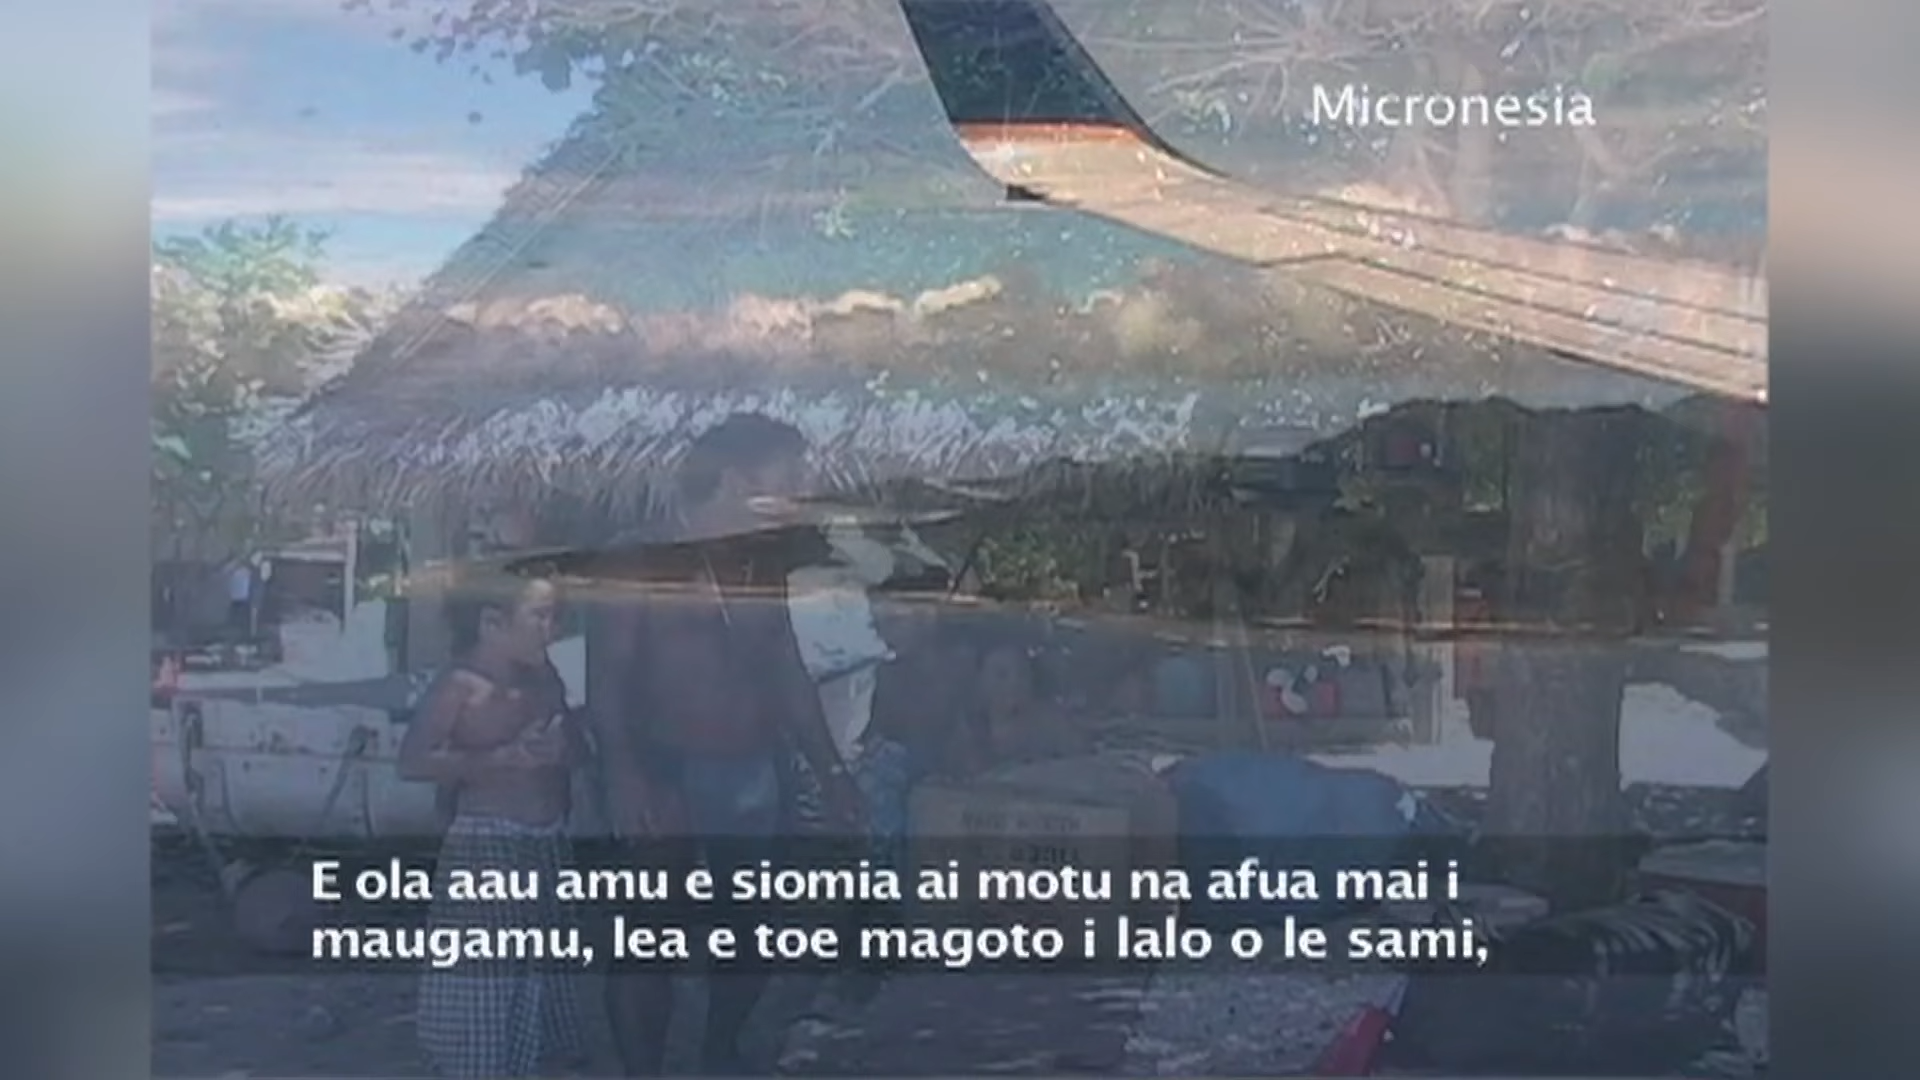 Micronesia
E ola aau amu e siomia ai motu na afua mai i
maugamu, lea e toe magoto i lalo o le sami,